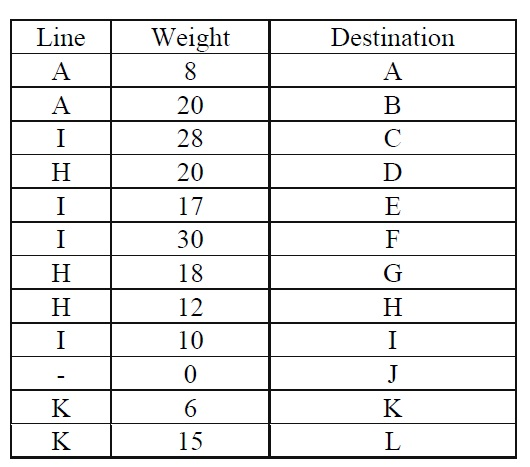 Line Weight Destination
A 8 A
A 20 B
I 28 C
H 20 D
I 17 E
I 30 F
H 18 G
H 12 H
I 10 I
- 0 J
K 6 K
K 15 L